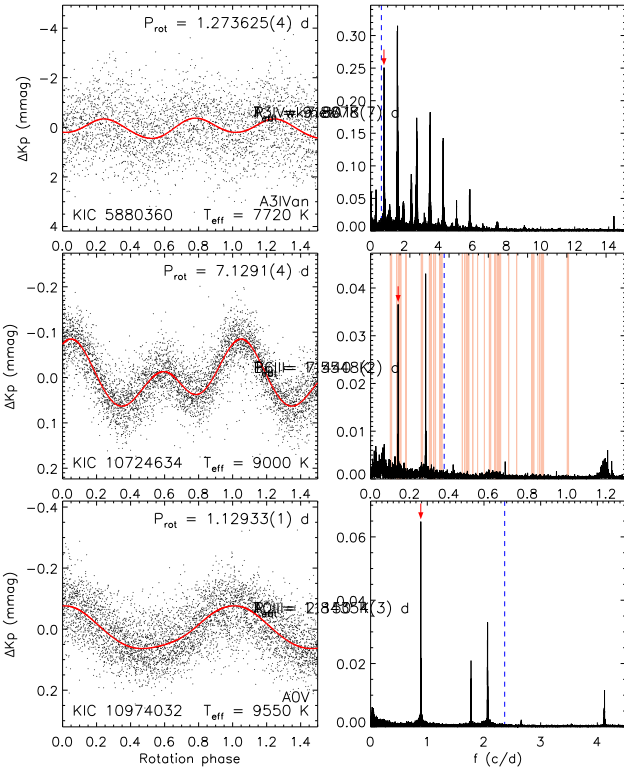 P_rot = 1.273625(4) d
A3IVan
KIC 5880360 T_eff = 7720 K
ΔKp (mmag)
−4
−2
0
2
4
0.0 0.2 0.4 0.6 0.8 1.0 1.2 1.4
0.30
0.25
0.20
0.15
0.10
0.05
0.00
0 2 4 6 8 10 12 14
P_rot = 7.1291(4) d
KIC 10724634 T_eff = 9000 K
ΔKp (mmag)
−0.2
−0.1
0.0
0.1
0.2
0.0 0.2 0.4 0.6 0.8 1.0 1.2 1.4
0.04
0.03
0.02
0.01
0.00
0.0 0.2 0.4 0.6 0.8 1.0 1.2
P_rot = 1.12933(1) d
A0V
KIC 10974032 T_eff = 9550 K
ΔKp (mmag)
−0.4
−0.2
0.0
0.2
0.0 0.2 0.4 0.6 0.8 1.0 1.2 1.4
Rotation phase
0.06
0.04
0.02
0.00
0 1 2 3 4
f (c/d)